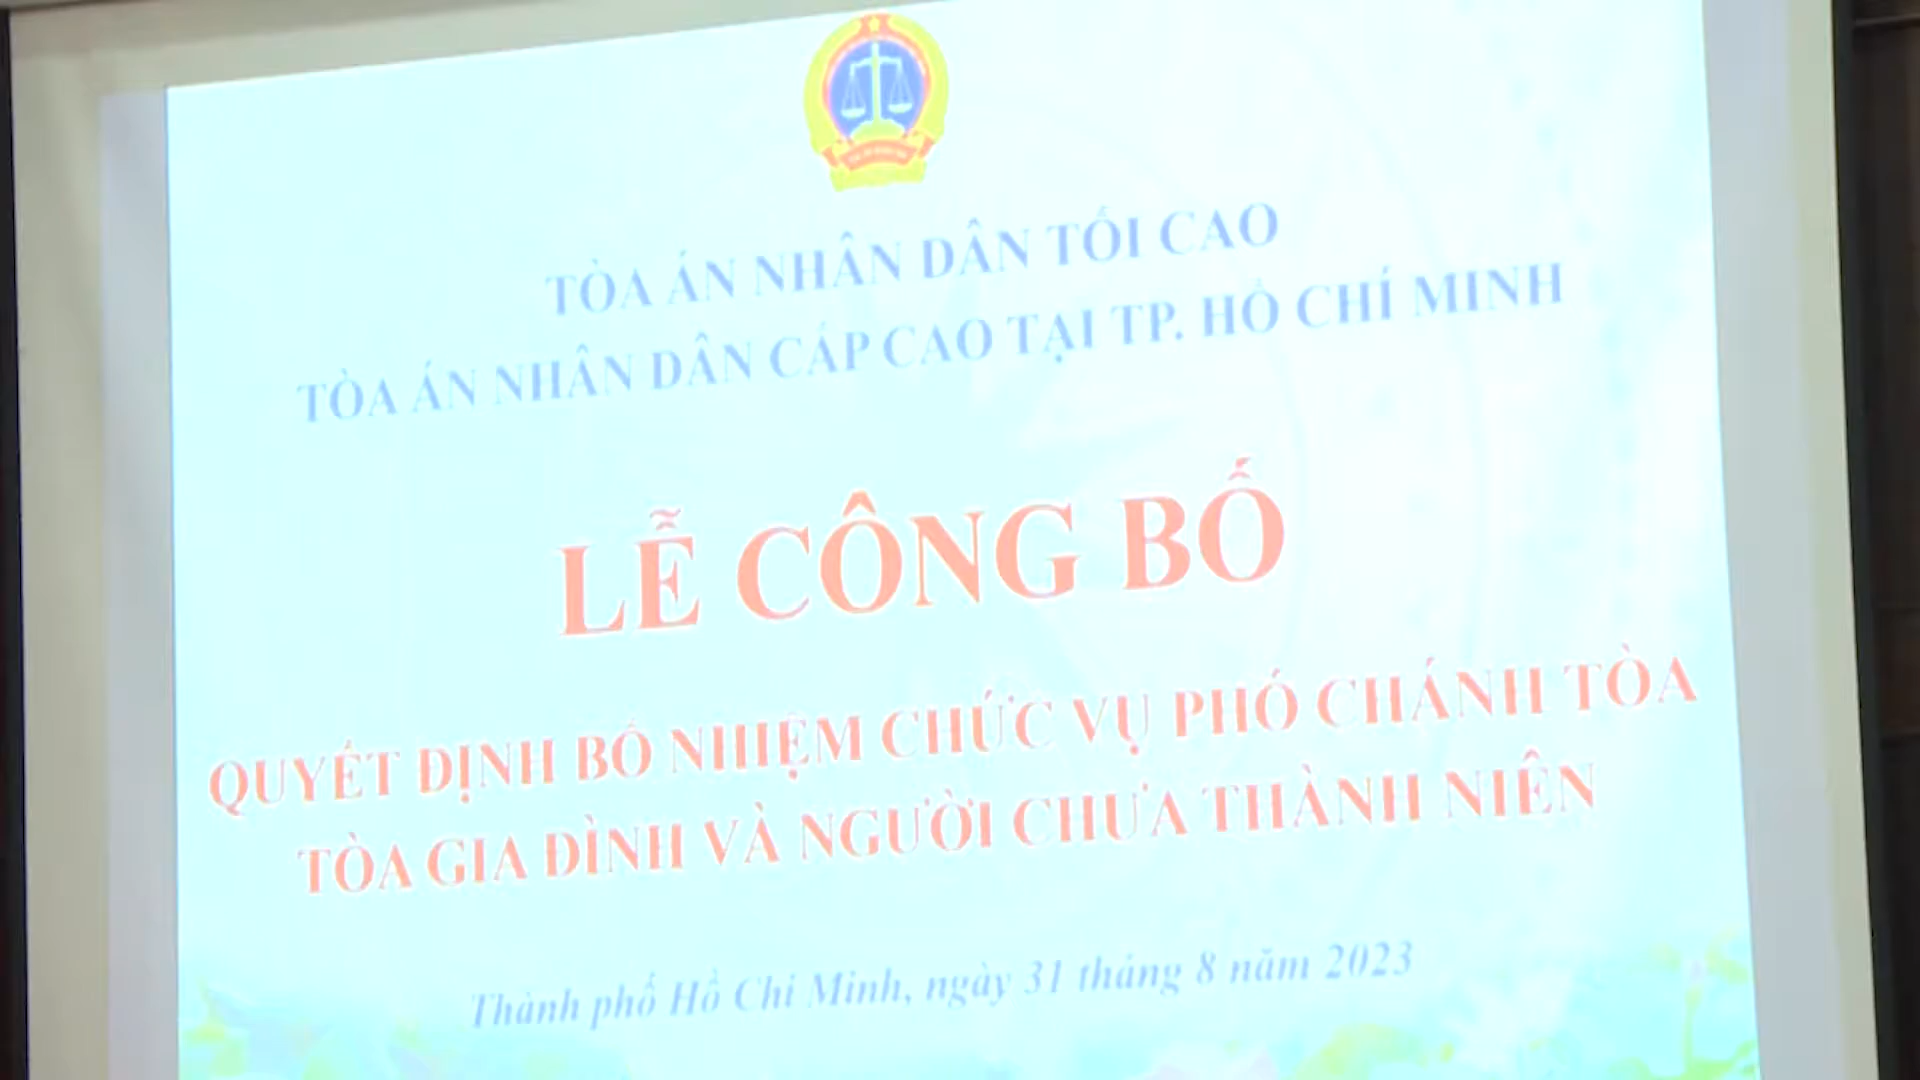 TÒA ÁN NHÂN DÂN TỐI CAO
TÒA ÁN NHÂN DÂN CẤP CAO TẠI TP. HỒ CHÍ MINH
LỄ CÔNG BỐ
QUYẾT ĐỊNH BỔ NHIỆM CHỨC VỤ PHÓ CHÁNH TÒA
TÒA GIA ĐÌNH VÀ NGƯỜI CHƯA THÀNH NIÊN
Thành phố Hồ Chí Minh, ngày 31 tháng 8 năm 2023